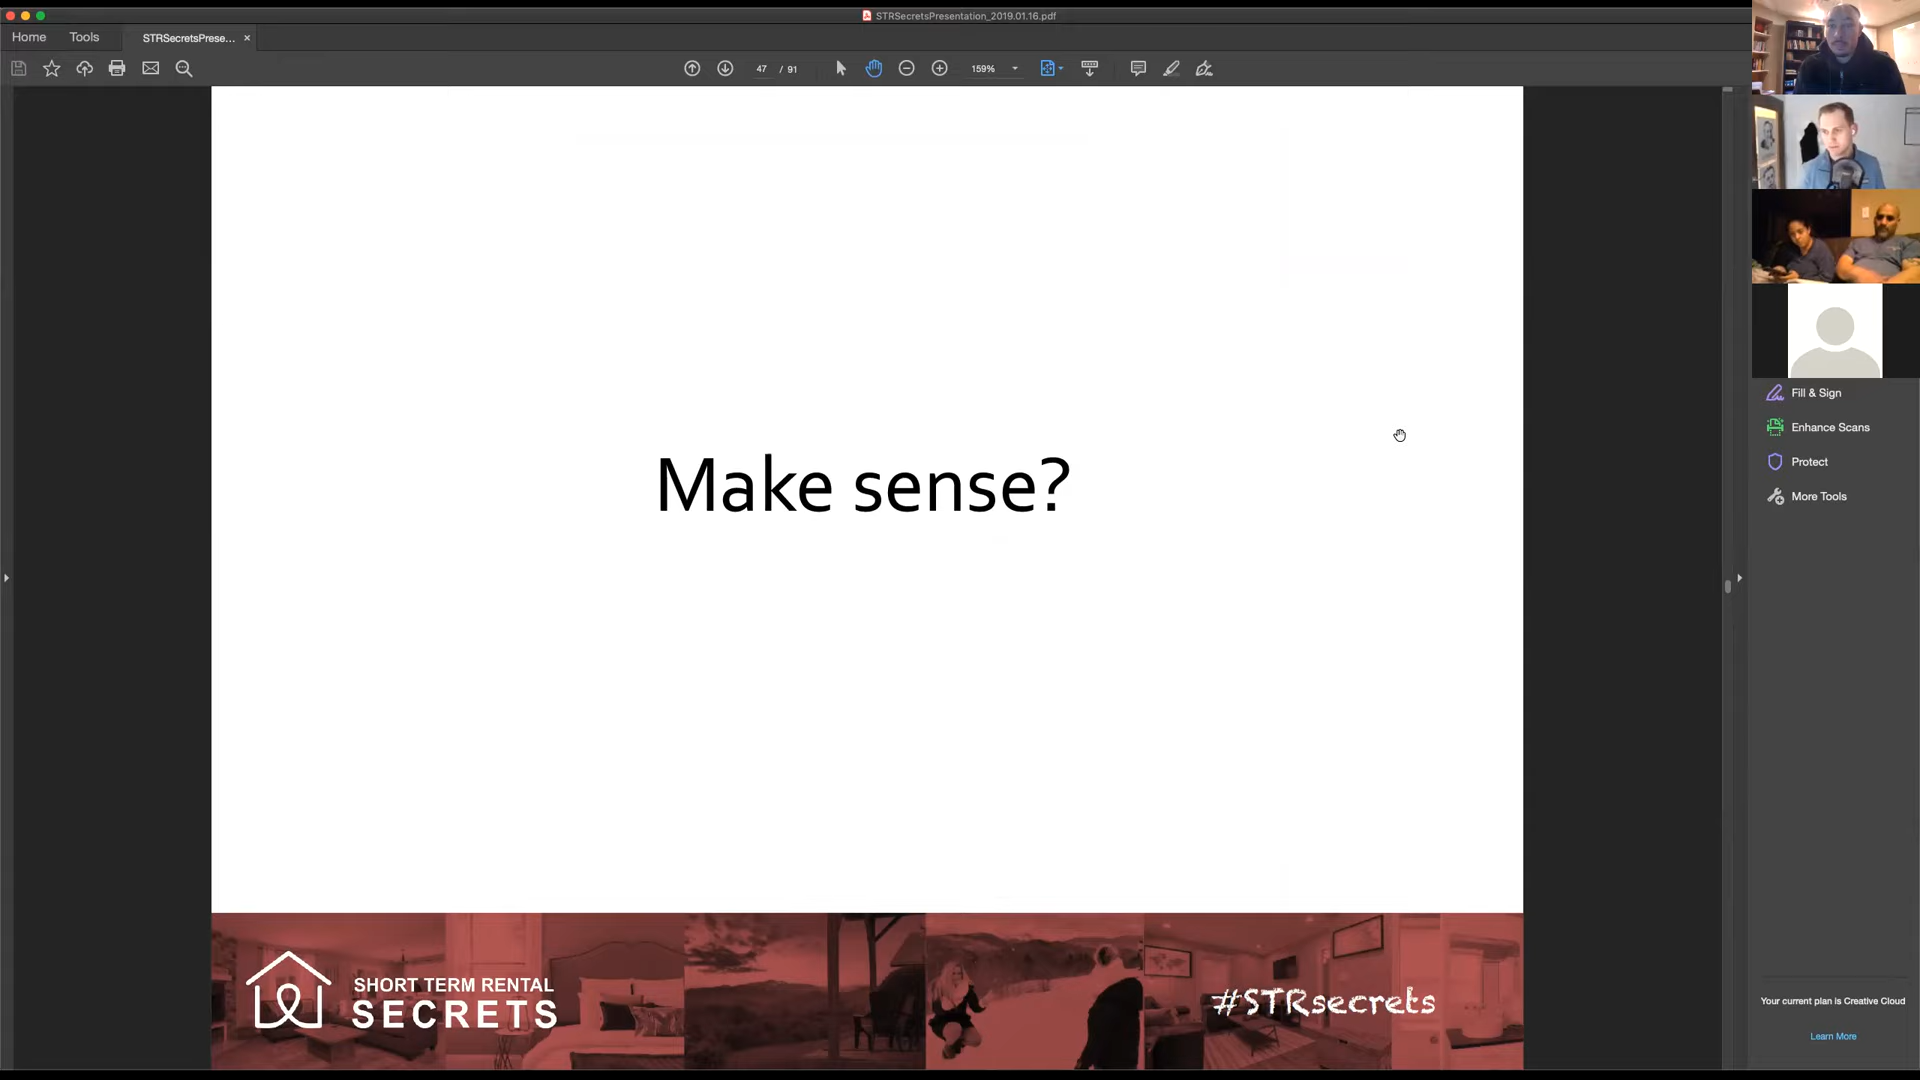 STRSecretsPresentation_2019.01.16.pdf
Home
Tools
STRSecretsPrese...
47 / 91
159%
Make sense?
Fill & Sign
Enhance Scans
Protect
More Tools
SHORT TERM RENTAL
SECRETS
#STRsecrets
Your current plan is Creative Cloud
Learn More